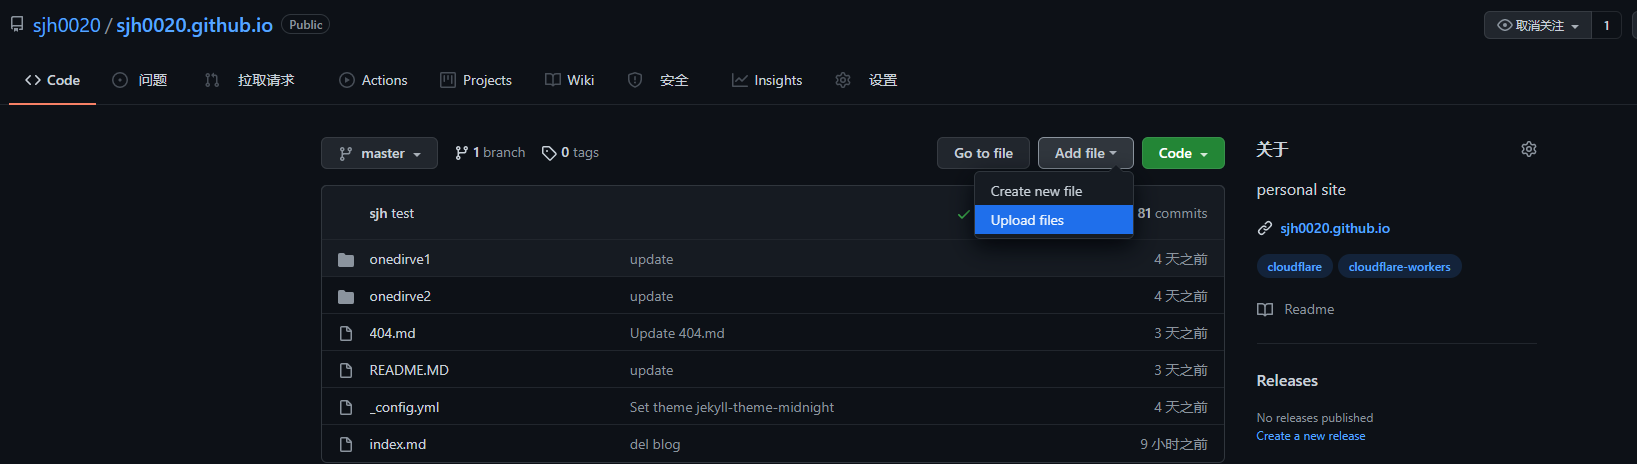 sjh0020 / sjh0020.github.io Public
取消关注 1
Code 问题 拉取请求 Actions Projects Wiki 安全 Insights 设置
master 1 branch 0 tags Go to file Add file Code
Create new file
Upload files
sjh test 81 commits
onedirve1 update 4 天之前
onedirve2 update 4 天之前
404.md Update 404.md 3 天之前
README.MD update 3 天之前
_config.yml Set theme jekyll-theme-midnight 4 天之前
index.md del blog 9 小时之前
关于
personal site
sjh0020.github.io
cloudflare cloudflare-workers
Readme
Releases
No releases published
Create a new release